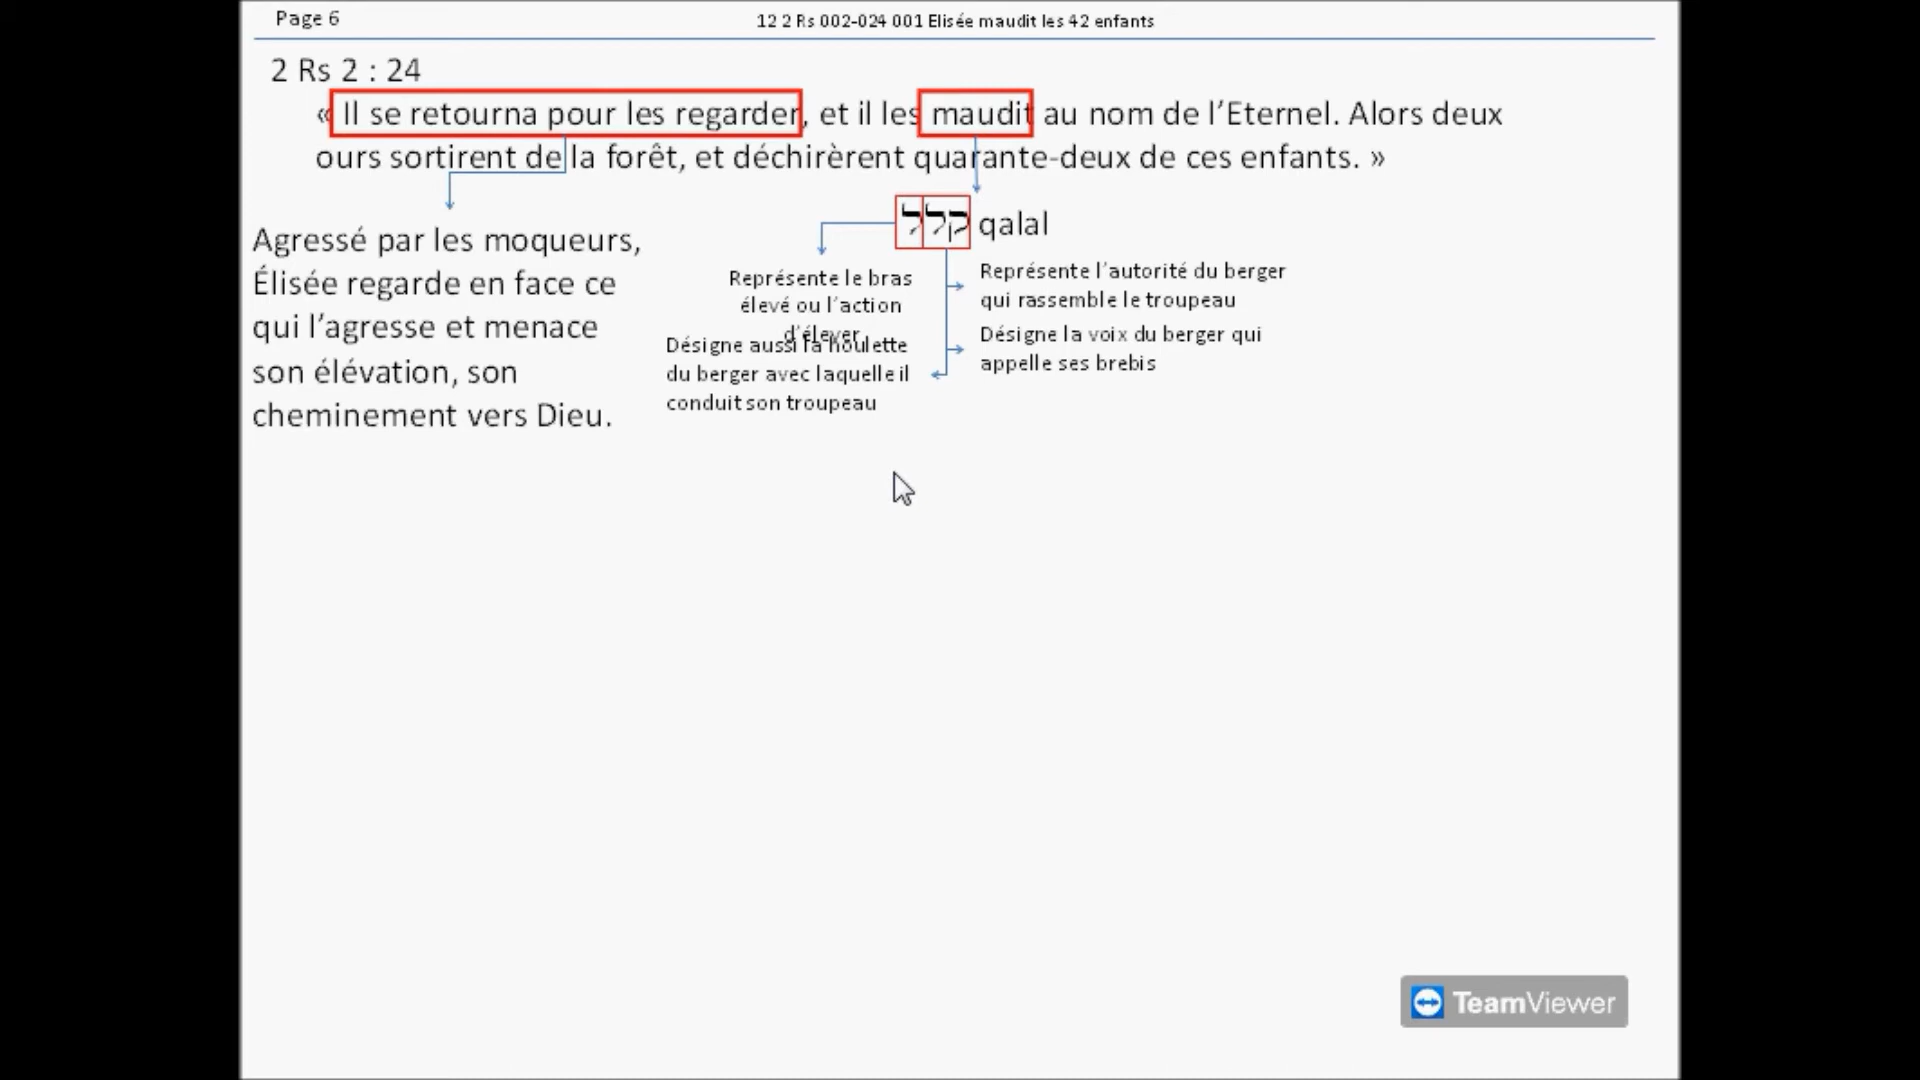 Page 6
12 2 Rs 002-024 001 Elisée maudit les 42 enfants
2 Rs 2 : 24
« Il se retourna pour les regarder, et il les maudit au nom de l’Eternel. Alors deux
ours sortirent de la forêt, et déchirèrent quarante-deux de ces enfants. »
קלל qalal
Agressé par les moqueurs,
Élisée regarde en face ce
qui l’agresse et menace
son élévation, son
cheminement vers Dieu.
Représente le bras
élevé ou l’action
d’élever
Désigne aussi la houlette
du berger avec laquelle il
conduit son troupeau
Représente l’autorité du berger
qui rassemble le troupeau
Désigne la voix du berger qui
appelle ses brebis
TeamViewer